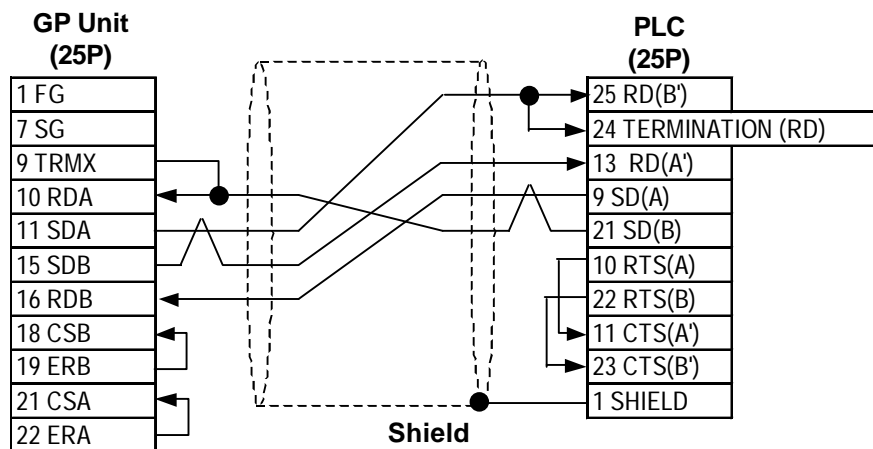 GP Unit
(25P)
1 FG
7 SG
9 TRMX
10 RDA
11 SDA
15 SDB
16 RDB
18 CSB
19 ERB
21 CSA
22 ERA
Shield
PLC
(25P)
25 RD(B')
24 TERMINATION (RD)
13 RD(A')
9 SD(A)
21 SD(B)
10 RTS(A)
22 RTS(B)
11 CTS(A')
23 CTS(B')
1 SHIELD